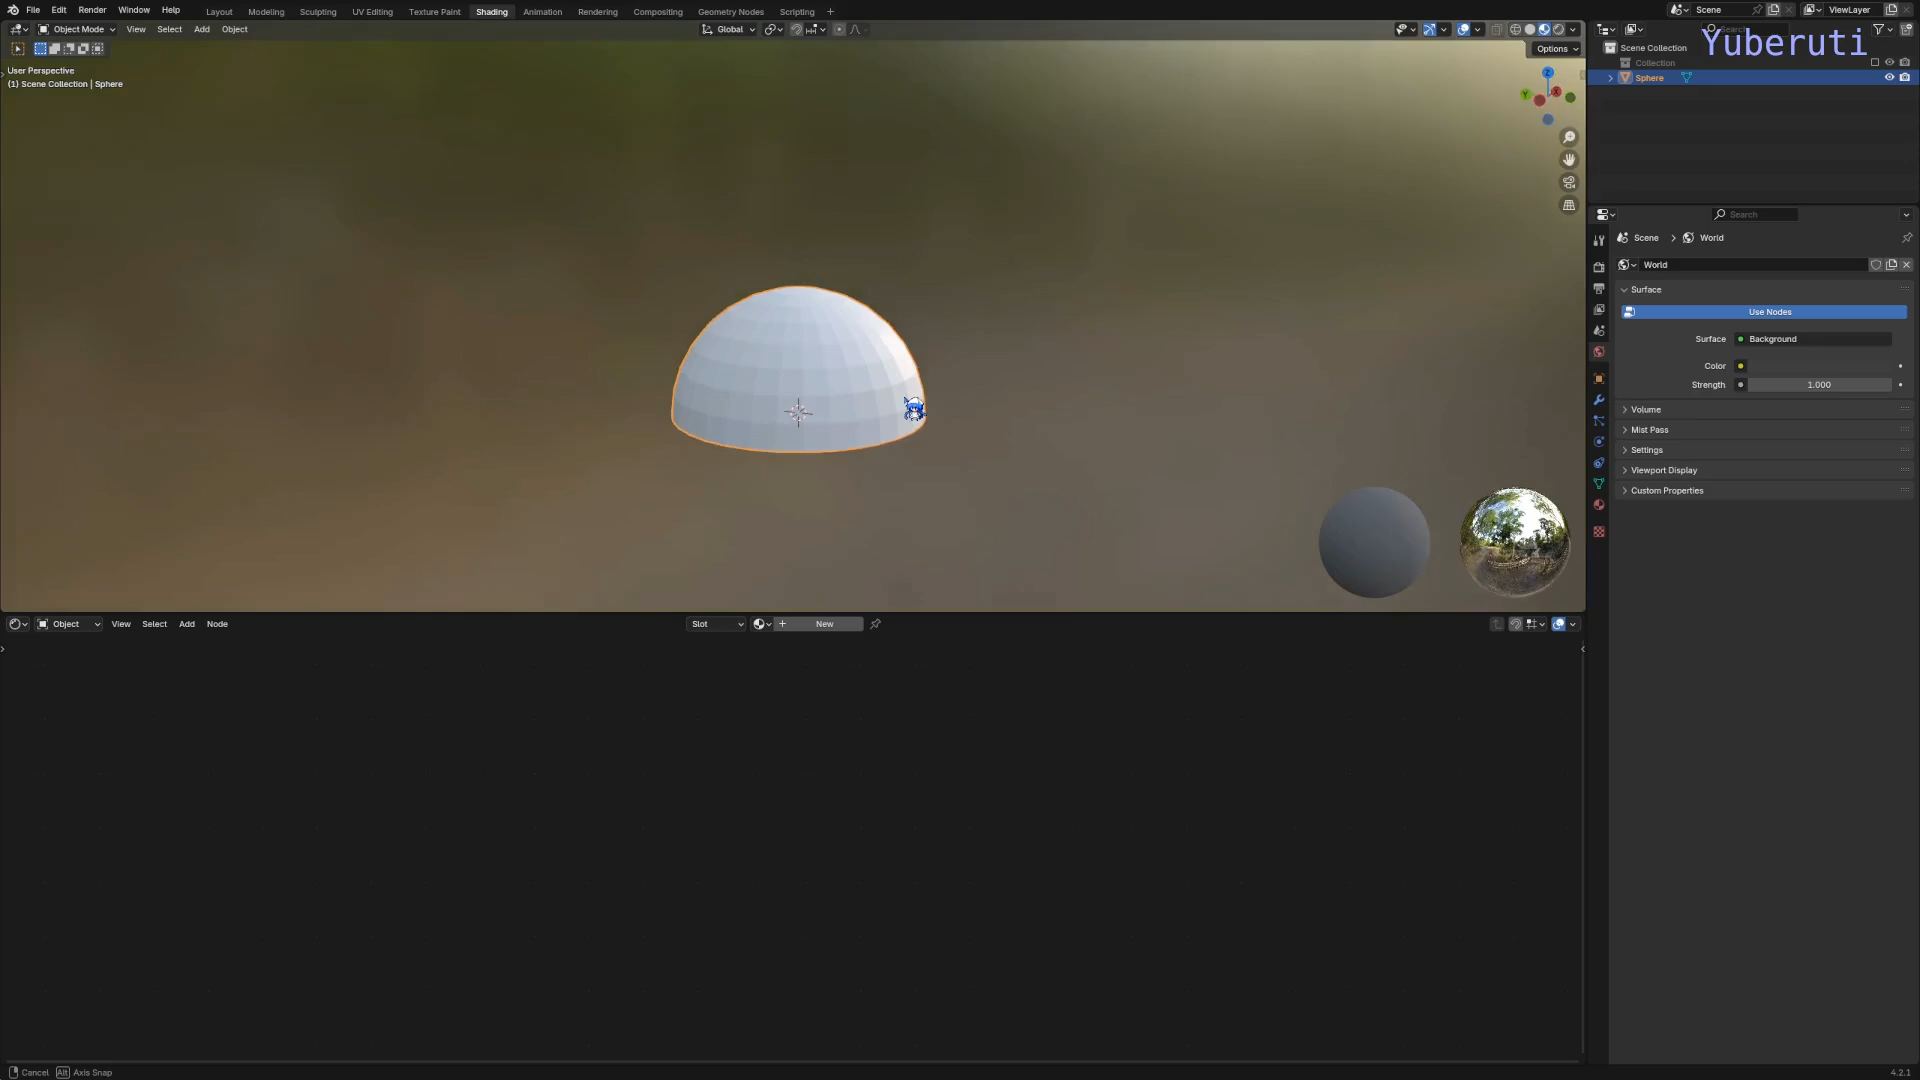 File Edit Render Window Help Layout Modeling Sculpting UV Editing Texture Paint Shading Animation Rendering Compositing Geometry Nodes Scripting + Scene ViewLayer
Object Mode View Select Add Object Global
Yuberuti
Options
User Perspective
(1) Scene Collection | Sphere
Scene Collection
Collection
Sphere
Z
Y
X
Search
Scene World
World
Surface
Use Nodes
Surface Background
Color
Strength 1.000
Volume
Mist Pass
Settings
Viewport Display
Custom Properties
Object View Select Add Node Slot + New
Cancel Alt Axis Snap
4.2.1